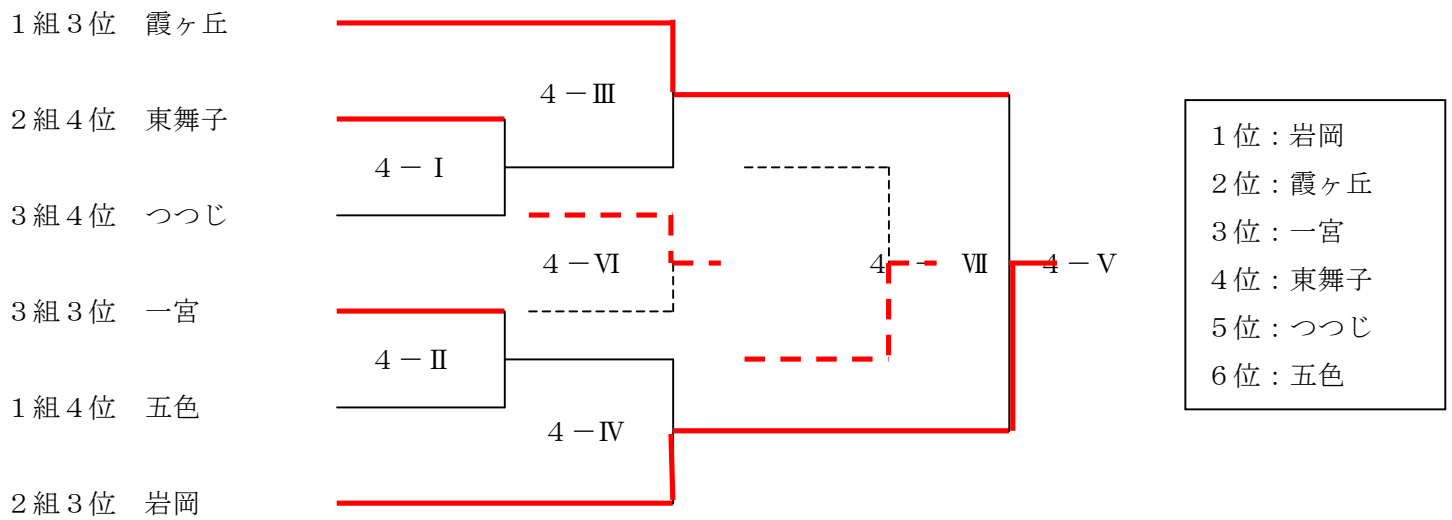 １組３位　霞ヶ丘
４－Ⅲ
２組４位　東舞子
４－Ⅰ
３組４位　つつじ
４－Ⅵ
４－Ⅶ
４－Ⅴ
３組３位　一宮
４－Ⅱ
１組４位　五色
４－Ⅳ
２組３位　岩岡
１位：岩岡
２位：霞ヶ丘
３位：一宮
４位：東舞子
５位：つつじ
６位：五色